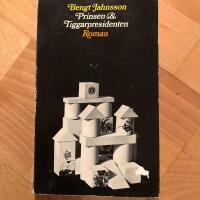 Bengt Jahnsson
Prinsen &
Tiggarpresidenten
Roman